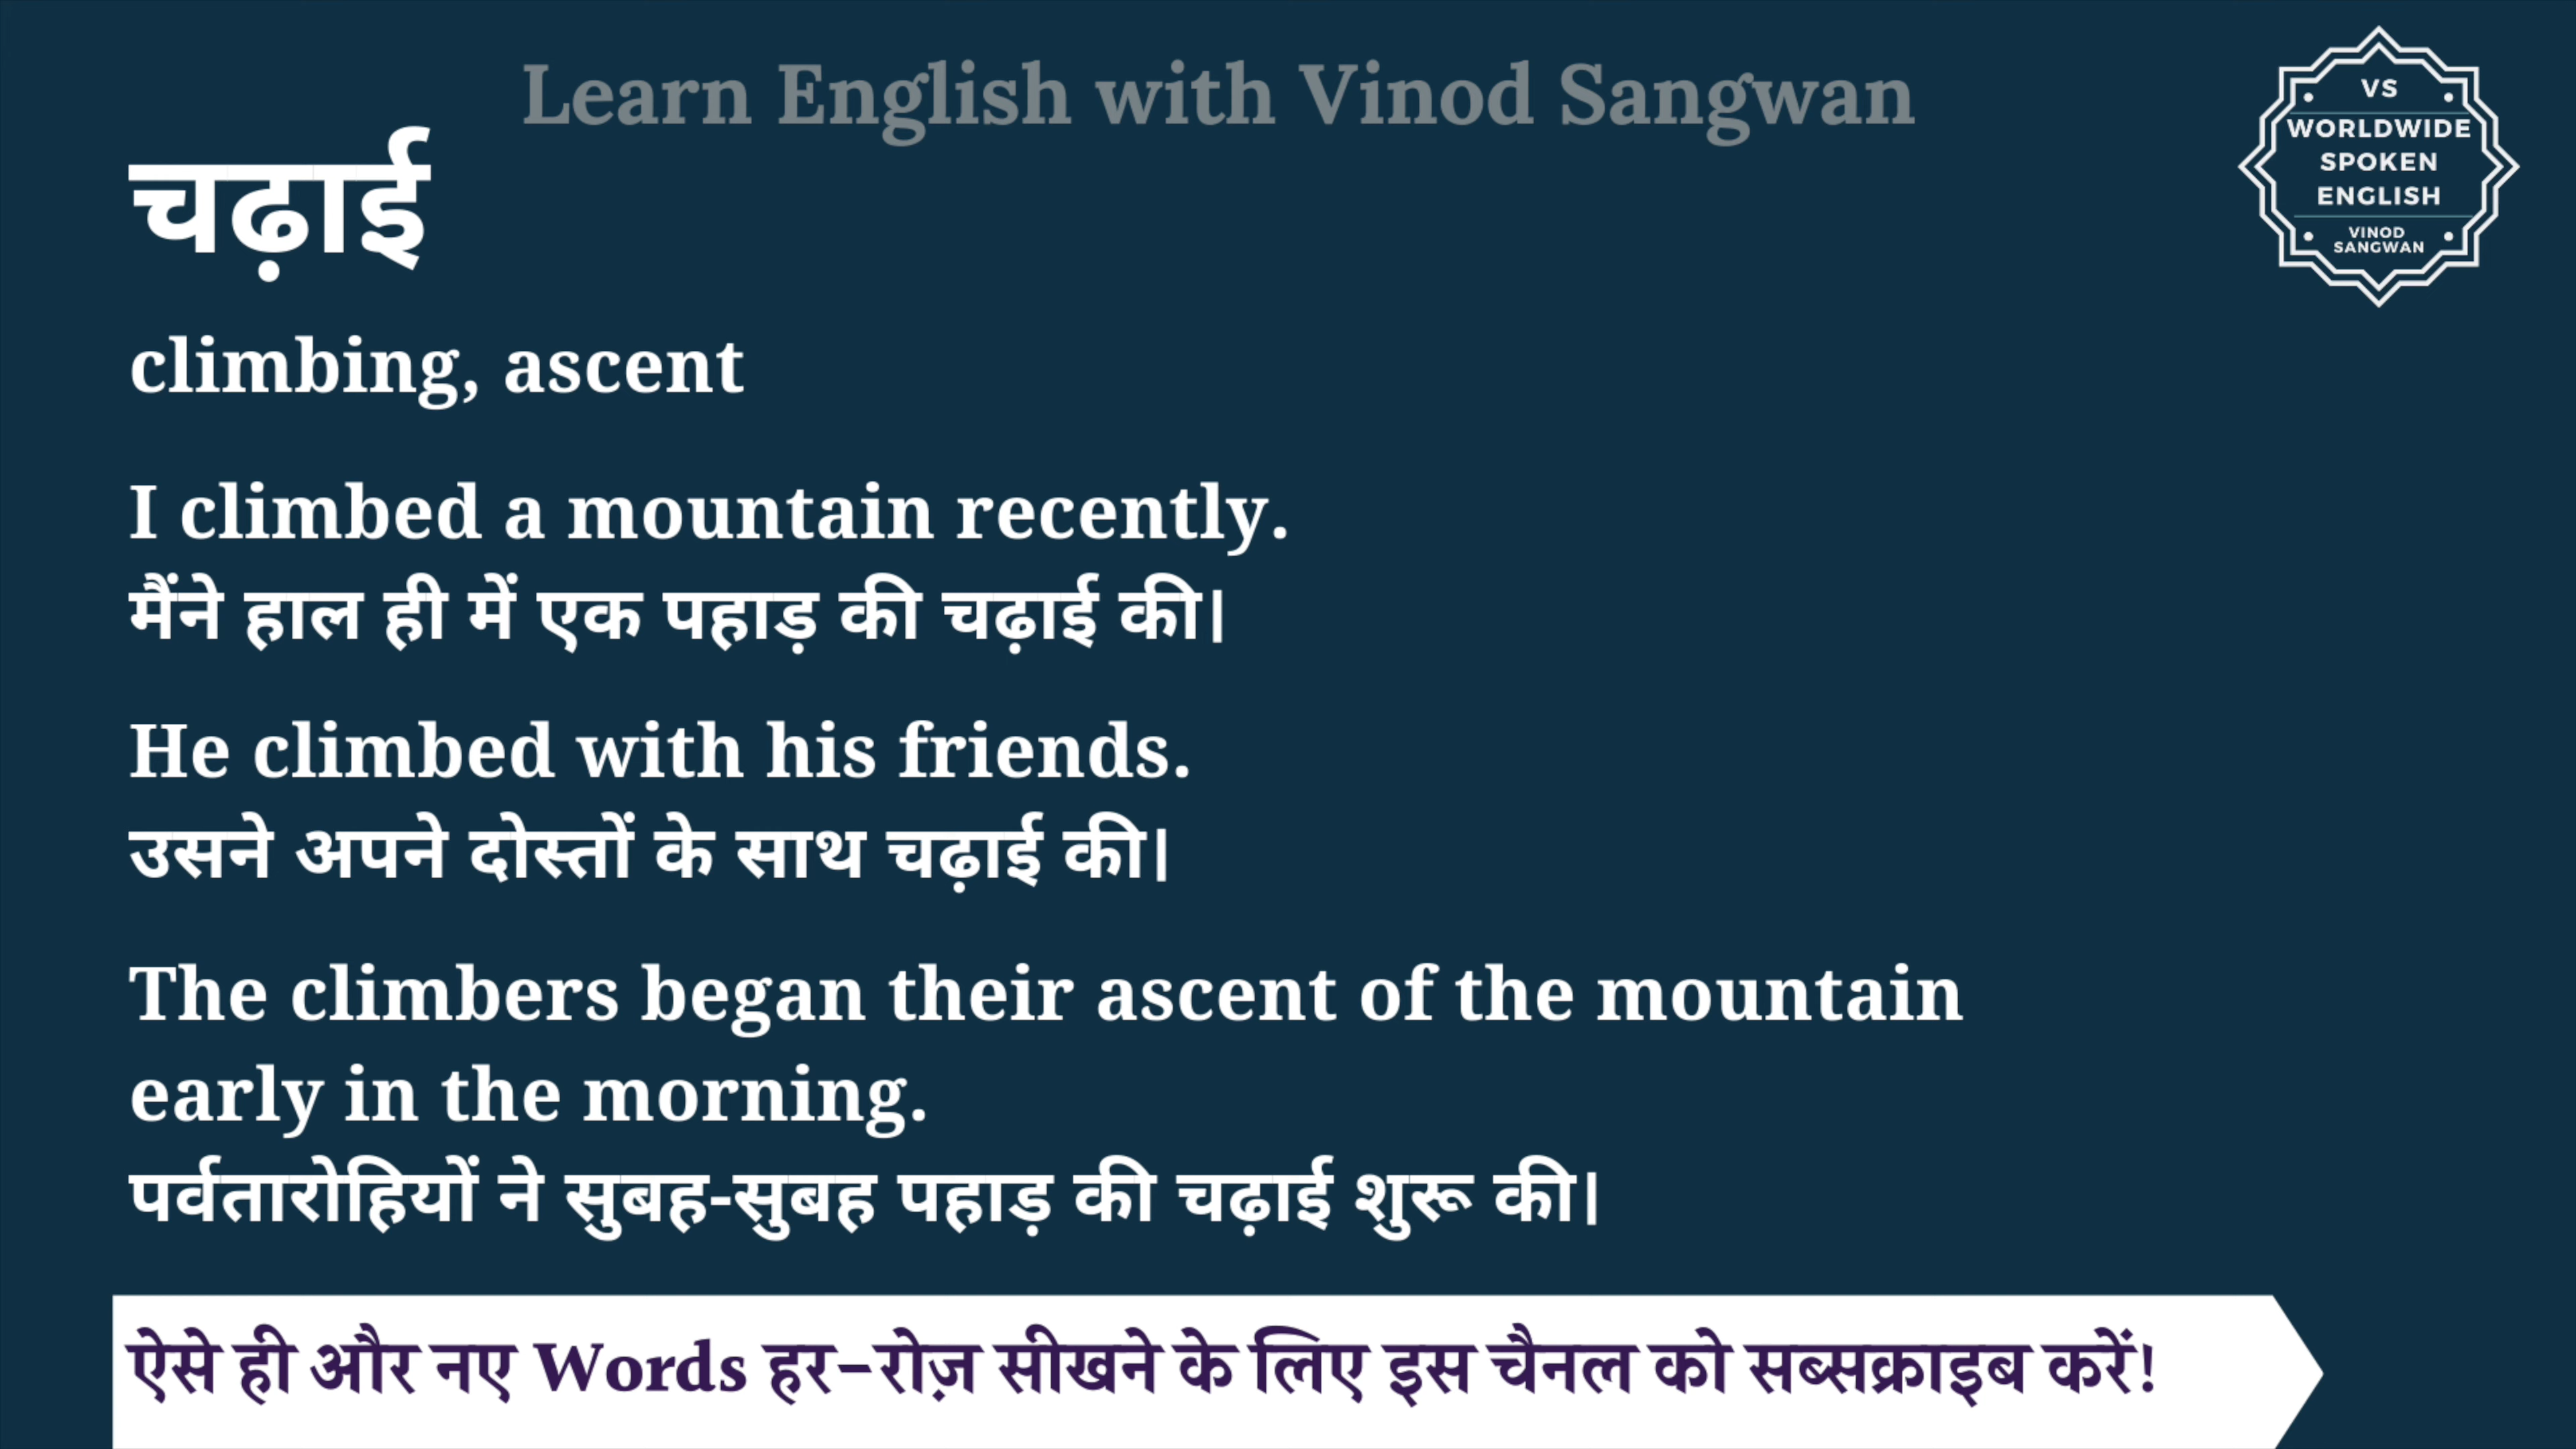 Learn English with Vinod Sangwan
VS
WORLDWIDE
SPOKEN
ENGLISH
VINOD
SANGWAN
चढ़ाई
climbing, ascent
I climbed a mountain recently.
मैंने हाल ही में एक पहाड़ की चढ़ाई की।
He climbed with his friends.
उसने अपने दोस्तों के साथ चढ़ाई की।
The climbers began their ascent of the mountain
early in the morning.
पर्वतारोहियों ने सुबह-सुबह पहाड़ की चढ़ाई शुरू की।
ऐसे ही और नए Words हर–रोज़ सीखने के लिए इस चैनल को सब्सक्राइब करें!